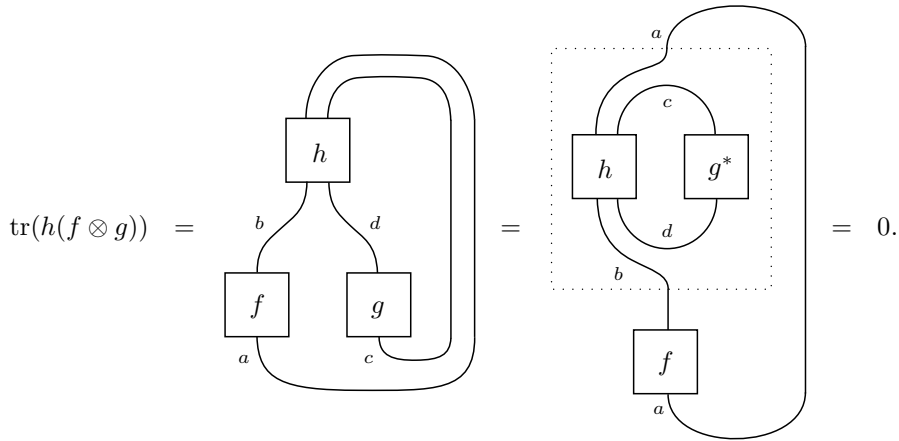 a
c
h
h
g*
b
d
tr(h(f ⊗ g)) = = = 0.
d
b
f
g
a
c
f
a